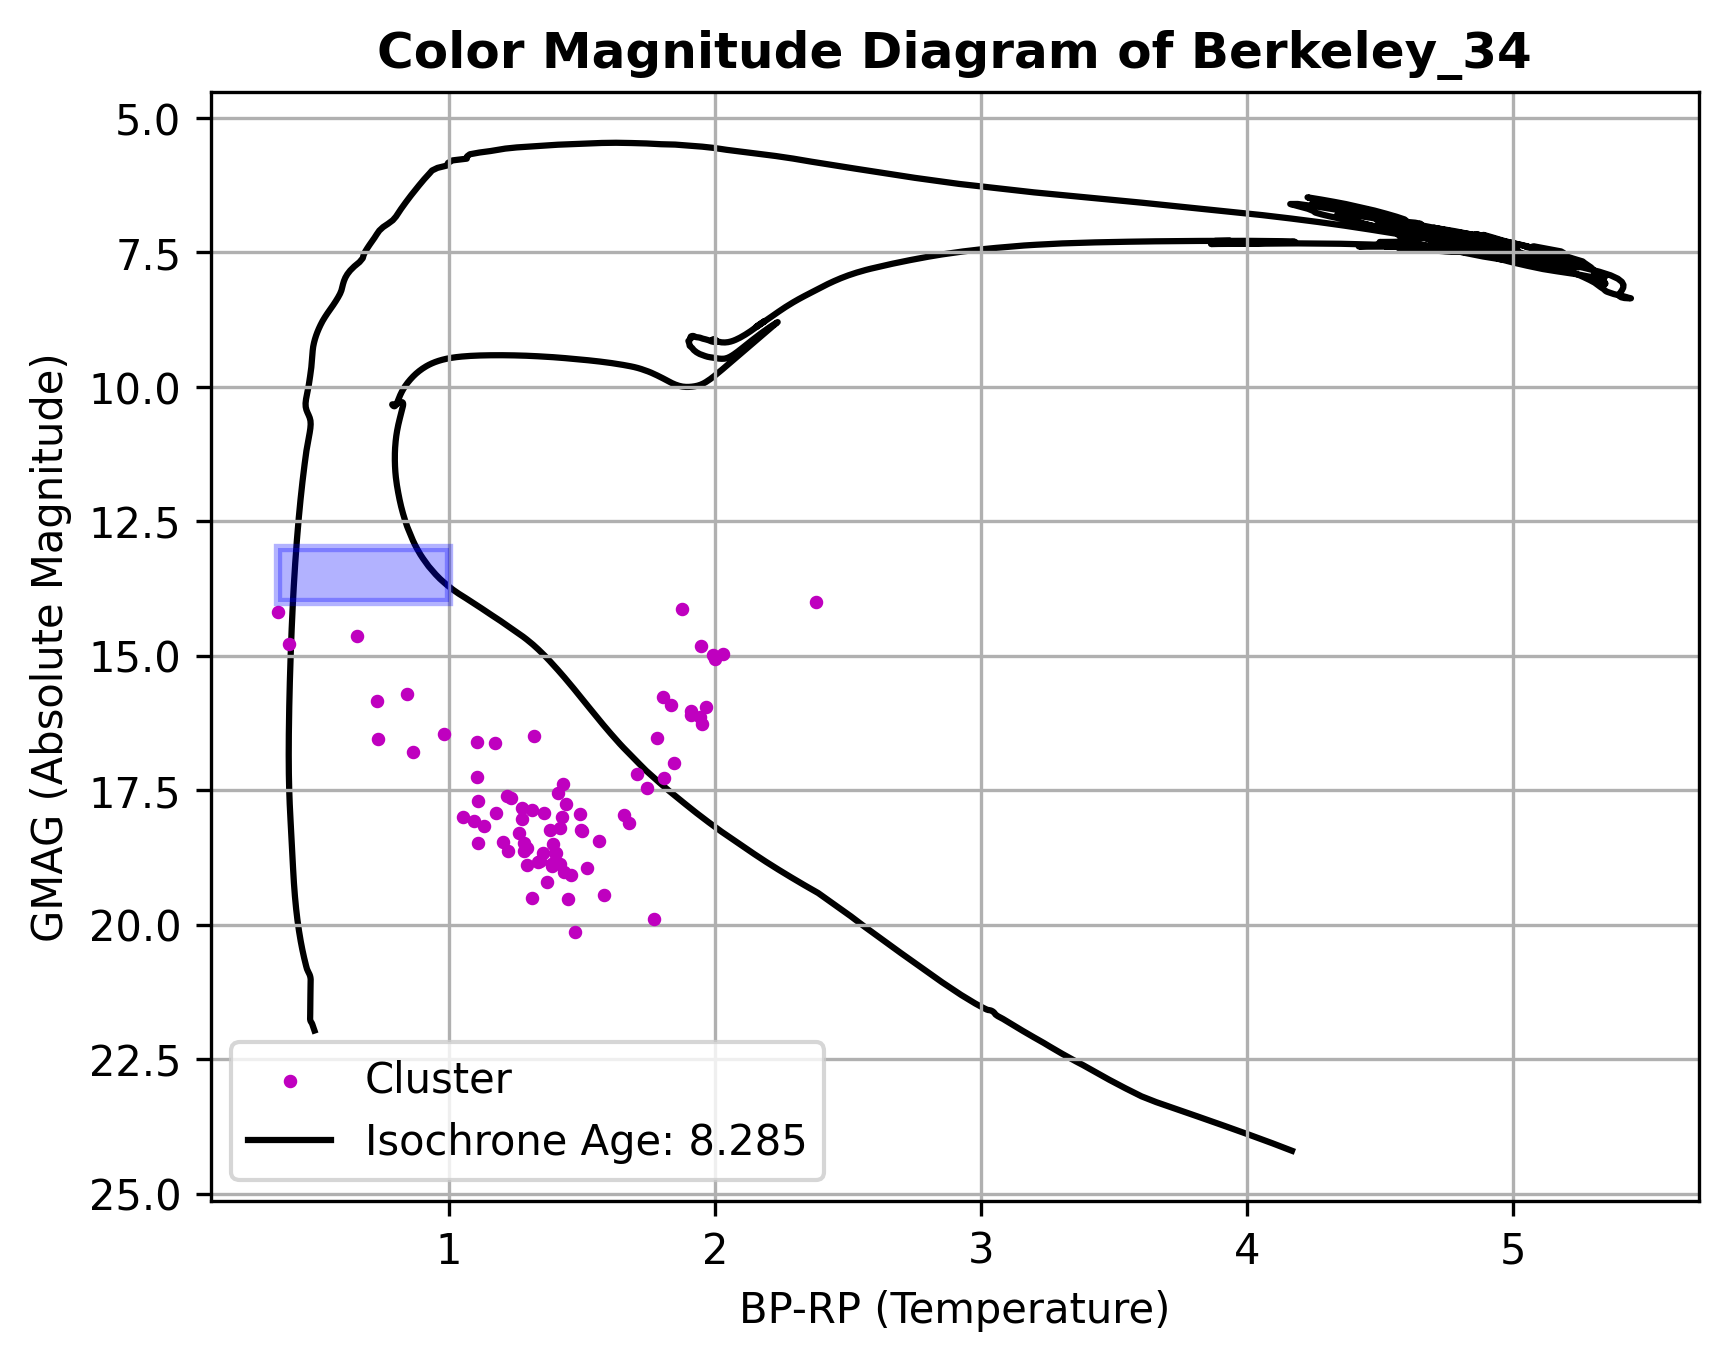 Color Magnitude Diagram of Berkeley_34
GMAG (Absolute Magnitude)
5.0
7.5
10.0
12.5
15.0
17.5
20.0
22.5
25.0
Cluster
Isochrone Age: 8.285
1 2 3 4 5
BP-RP (Temperature)